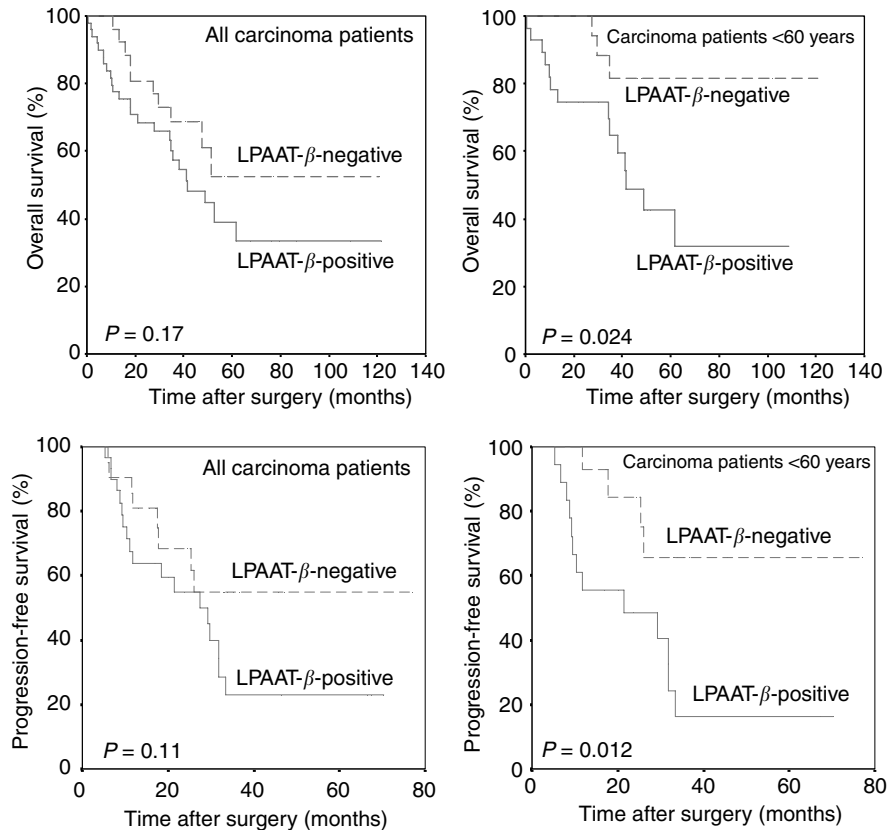 100
80
60
40
20
0
Overall survival (%)
All carcinoma patients
LPAAT-β-negative
LPAAT-β-positive
P = 0.17
0 20 40 60 80 100 120 140
Time after surgery (months)
100
80
60
40
20
0
Overall survival (%)
Carcinoma patients <60 years
LPAAT-β-negative
LPAAT-β-positive
P = 0.024
0 20 40 60 80 100 120 140
Time after surgery (months)
100
80
60
40
20
0
Progression-free survival (%)
All carcinoma patients
LPAAT-β-negative
LPAAT-β-positive
P = 0.11
0 20 40 60 80
Time after surgery (months)
100
80
60
40
20
0
Progression-free survival (%)
Carcinoma patients <60 years
LPAAT-β-negative
LPAAT-β-positive
P = 0.012
0 20 40 60 80
Time after surgery (months)